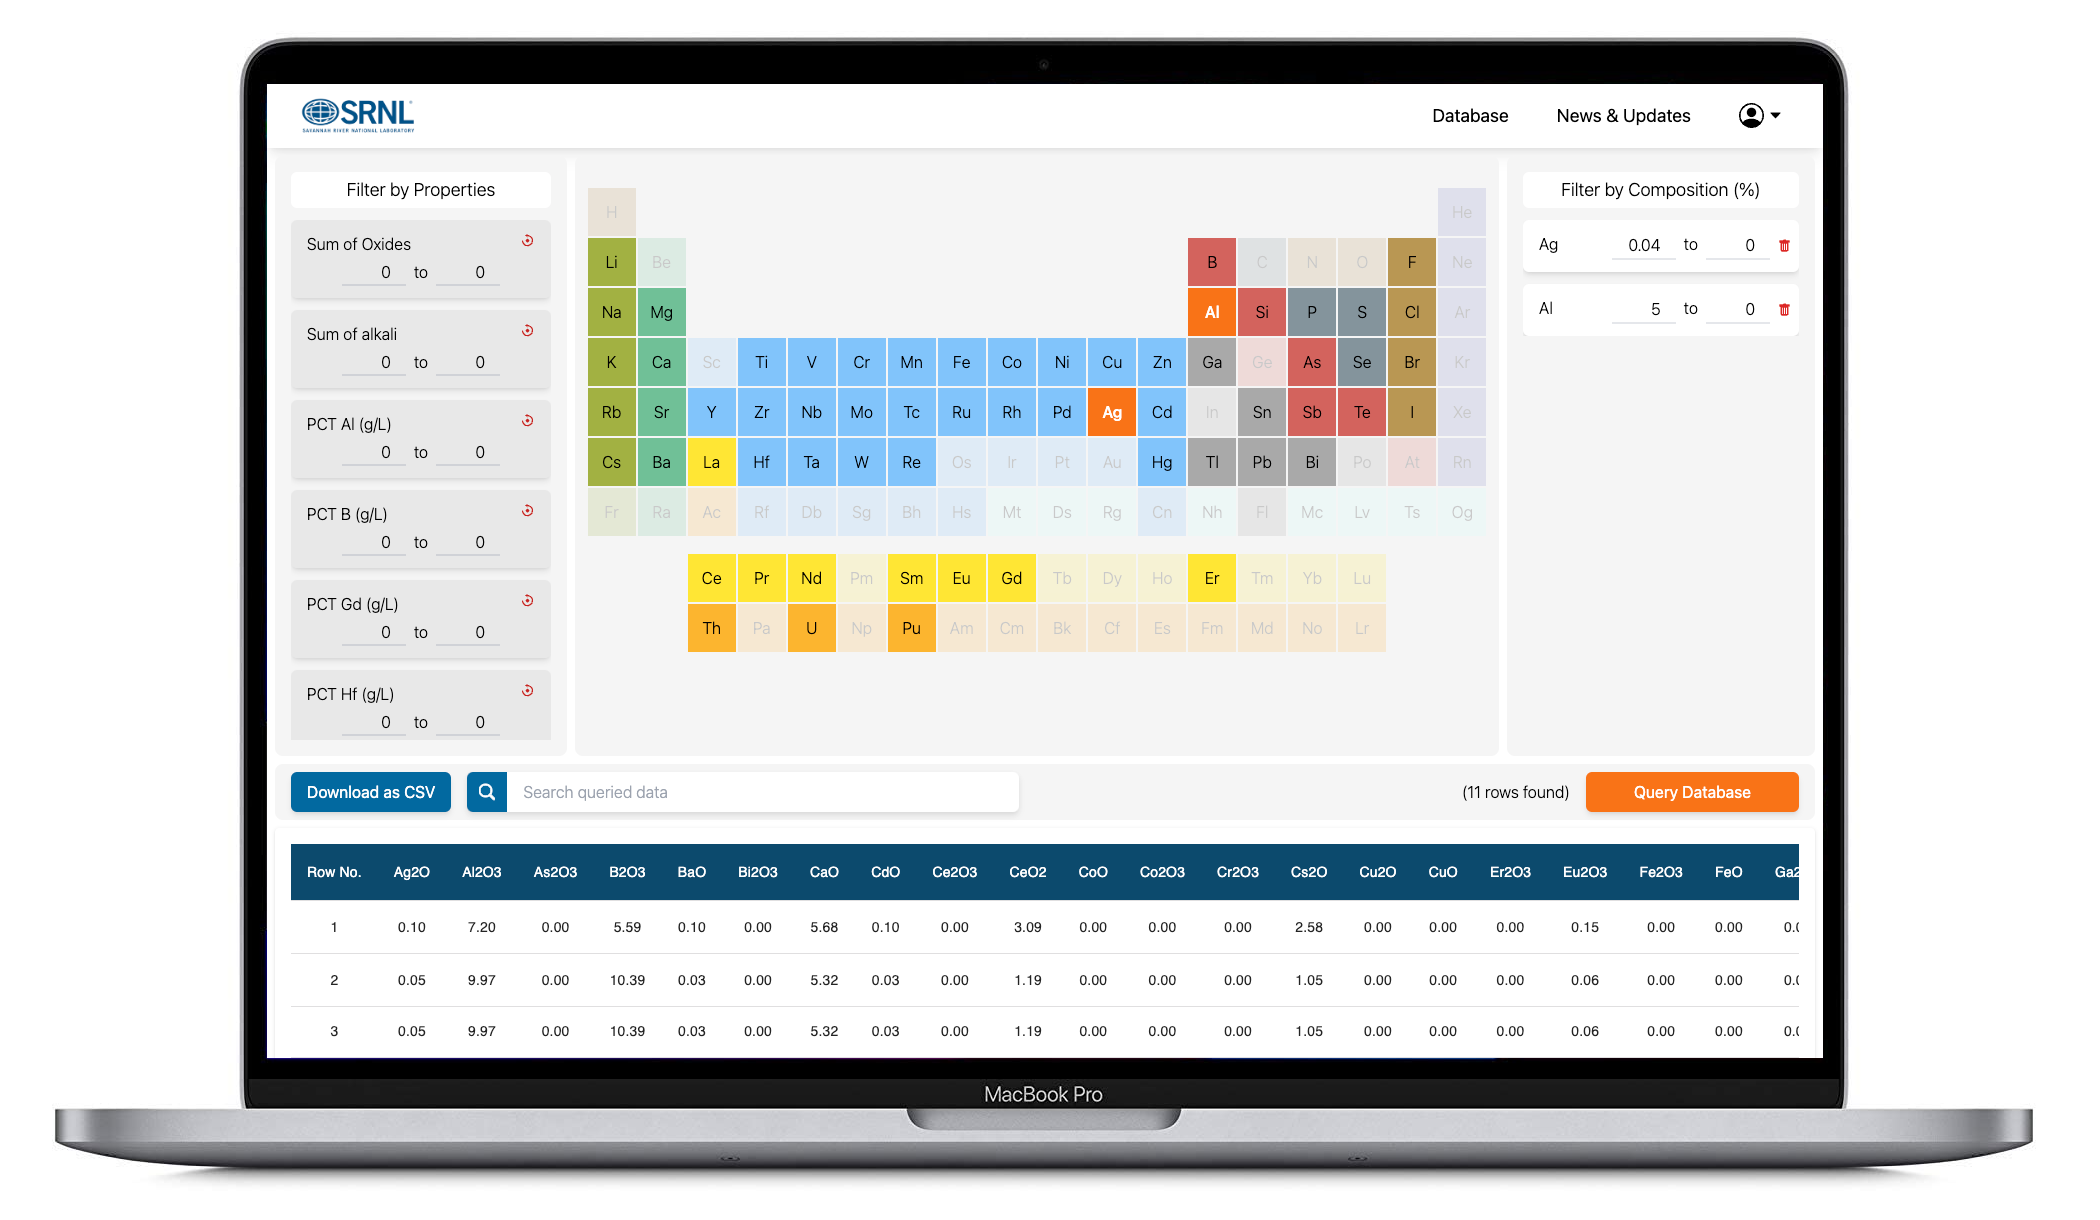 SRNL
SAVANNAH RIVER NATIONAL LABORATORY
Database
News & Updates
Filter by Properties
Sum of Oxides
0 to 0
Sum of alkali
0 to 0
PCT Al (g/L)
0 to 0
PCT B (g/L)
0 to 0
PCT Gd (g/L)
0 to 0
PCT Hf (g/L)
0 to 0
H He
Li Be B C N O F Ne
Na Mg Al Si P S Cl Ar
K Ca Sc Ti V Cr Mn Fe Co Ni Cu Zn Ga Ge As Se Br Kr
Rb Sr Y Zr Nb Mo Tc Ru Rh Pd Ag Cd In Sn Sb Te I Xe
Cs Ba La Hf Ta W Re Os Ir Pt Au Hg Tl Pb Bi Po At Rn
Fr Ra Ac Rf Db Sg Bh Hs Mt Ds Rg Cn Nh Fl Mc Lv Ts Og
Ce Pr Nd Pm Sm Eu Gd Tb Dy Ho Er Tm Yb Lu
Th Pa U Np Pu Am Cm Bk Cf Es Fm Md No Lr
Filter by Composition (%)
Ag 0.04 to 0
Al 5 to 0
Download as CSV
Search queried data
(11 rows found)
Query Database
Row No. Ag2O Al2O3 As2O3 B2O3 BaO Bi2O3 CaO CdO Ce2O3 CeO2 CoO Co2O3 Cr2O3 Cs2O Cu2O CuO Er2O3 Eu2O3 Fe2O3 FeO
1 0.10 7.20 0.00 5.59 0.10 0.00 5.68 0.10 0.00 3.09 0.00 0.00 0.00 2.58 0.00 0.00 0.00 0.15 0.00 0.00
2 0.05 9.97 0.00 10.39 0.03 0.00 5.32 0.03 0.00 1.19 0.00 0.00 0.00 1.05 0.00 0.00 0.00 0.06 0.00 0.00
3 0.05 9.97 0.00 10.39 0.03 0.00 5.32 0.03 0.00 1.19 0.00 0.00 0.00 1.05 0.00 0.00 0.00 0.06 0.00 0.00
MacBook Pro